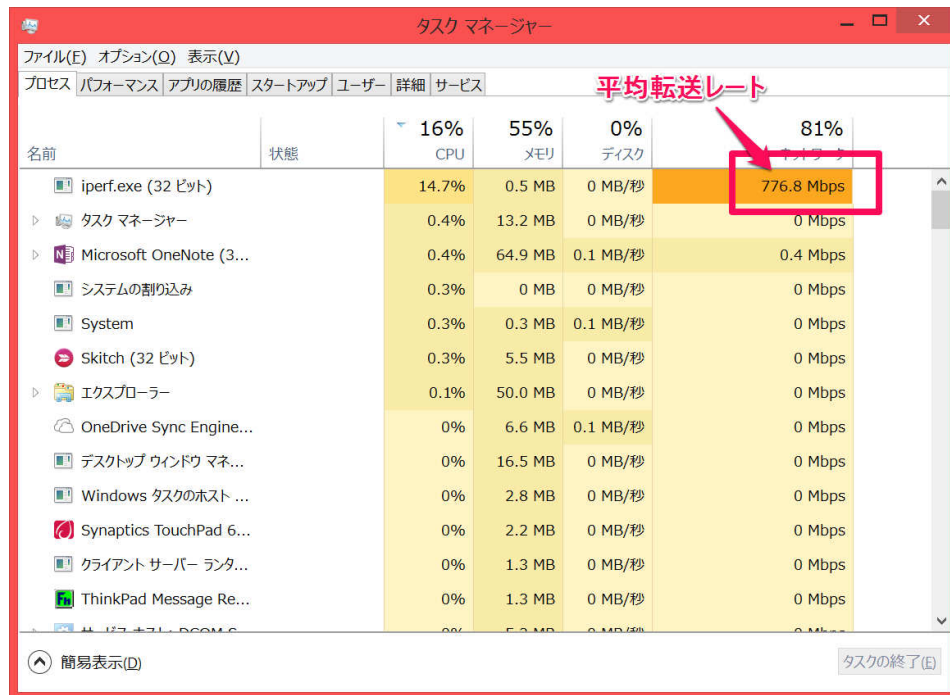 タスク マネージャー
ファイル(F) オプション(O) 表示(V)
プロセス パフォーマンス アプリの履歴 スタートアップ ユーザー 詳細 サービス
平均転送レート
16% 55% 0% 81%
名前 状態 CPU メモリ ディスク ネットワーク
iperf.exe (32 ビット) 14.7% 0.5 MB 0 MB/秒 776.8 Mbps
タスク マネージャー 0.4% 13.2 MB 0 MB/秒 0 Mbps
Microsoft OneNote (3... 0.4% 64.9 MB 0.1 MB/秒 0.4 Mbps
システムの割り込み 0.3% 0 MB 0 MB/秒 0 Mbps
System 0.3% 0.3 MB 0.1 MB/秒 0 Mbps
Skitch (32 ビット) 0.3% 5.5 MB 0 MB/秒 0 Mbps
エクスプローラー 0.1% 50.0 MB 0 MB/秒 0 Mbps
OneDrive Sync Engine... 0% 6.6 MB 0.1 MB/秒 0 Mbps
デスクトップ ウィンドウ マネ... 0% 16.5 MB 0 MB/秒 0 Mbps
Windows タスクのホスト ... 0% 2.8 MB 0 MB/秒 0 Mbps
Synaptics TouchPad 6... 0% 2.2 MB 0 MB/秒 0 Mbps
クライアント サーバー ランタ... 0% 1.3 MB 0 MB/秒 0 Mbps
ThinkPad Message Re... 0% 1.3 MB 0 MB/秒 0 Mbps
簡易表示(D) タスクの終了(E)